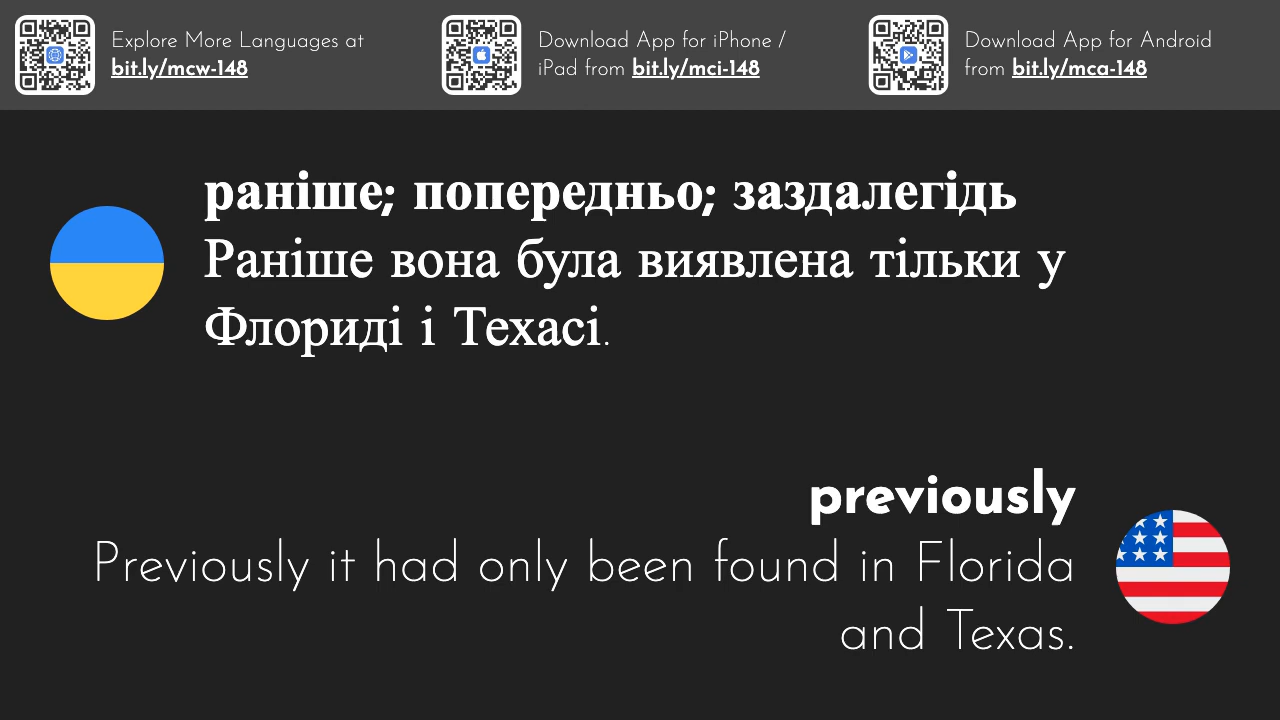 Explore More Languages at
bit.ly/mcw-148
Download App for iPhone /
iPad from bit.ly/mci-148
Download App for Android
from bit.ly/mca-148
раніше; попередньо; заздалегідь
Раніше вона була виявлена тільки у
Флориді і Техасі.
previously
Previously it had only been found in Florida
and Texas.